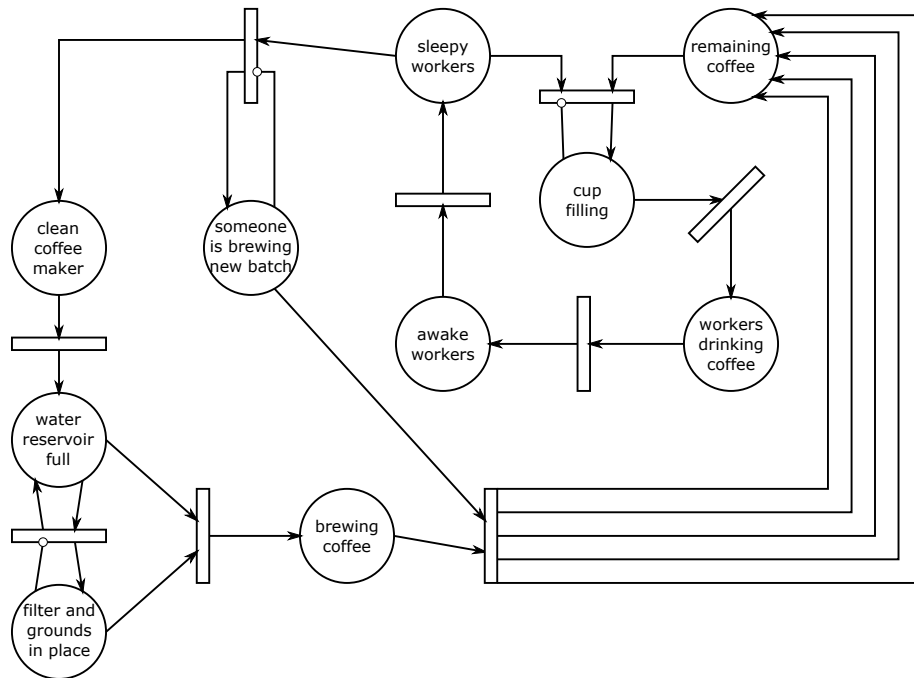 sleepy
workers
remaining
coffee
cup
filling
clean
coffee
maker
someone
is brewing
new batch
awake
workers
workers
drinking
coffee
water
reservoir
full
brewing
coffee
filter and
grounds
in place